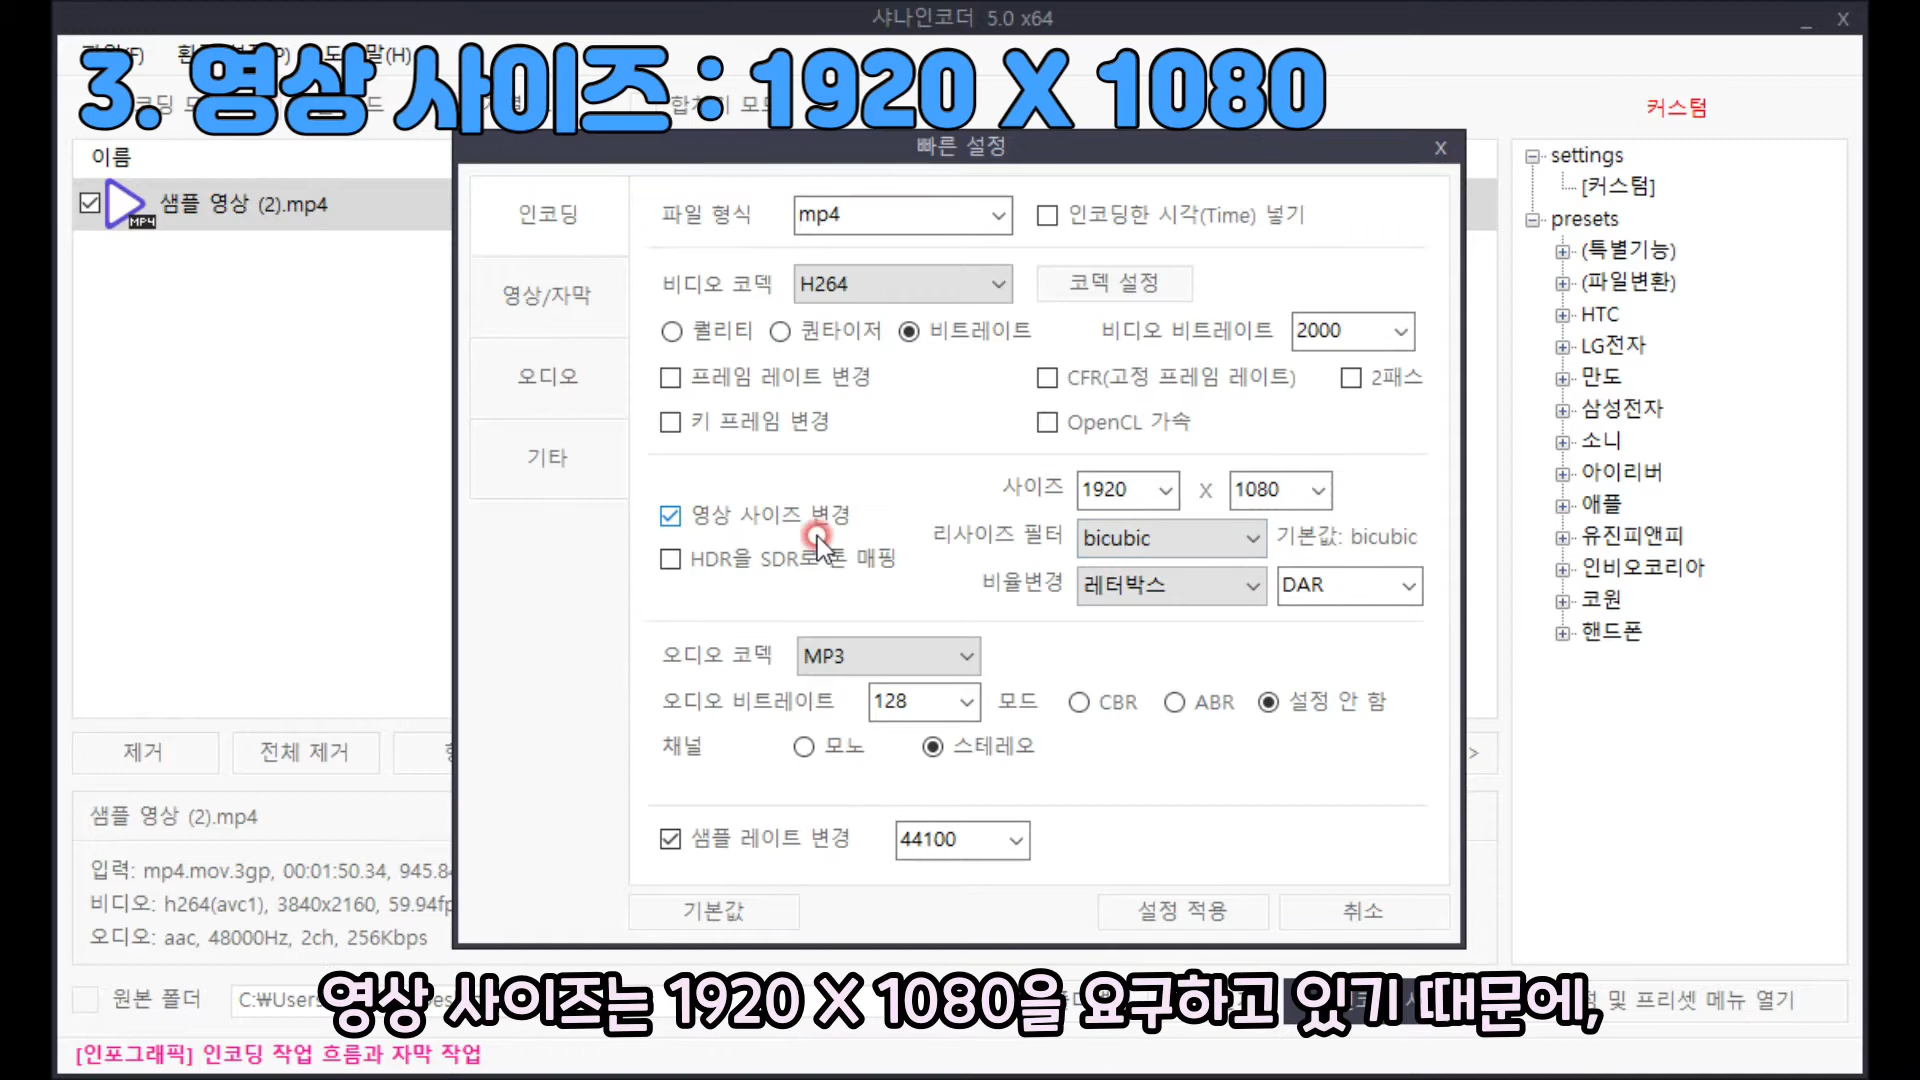 샤나인코더 5.0 x64
_ X
3. 영상 사이즈 : 1920 X 1080
커스텀
이름
샘플 영상 (2).mp4
MP4
빠른 설정 X
인코딩
영상/자막
오디오
기타
파일 형식 mp4 인코딩한 시각(Time) 넣기
비디오 코덱 H264 코덱 설정
퀄리티 퀀타이저 비트레이트 비디오 비트레이트 2000
프레임 레이트 변경 CFR(고정 프레임 레이트) 2패스
키 프레임 변경 OpenCL 가속
사이즈 1920 X 1080
영상 사이즈 변경
리사이즈 필터 bicubic 기본값: bicubic
HDR을 SDR로 톤 매핑
비율변경 레터박스 DAR
오디오 코덱 MP3
오디오 비트레이트 128 모드 CBR ABR 설정 안 함
채널 모노 스테레오
샘플 레이트 변경 44100
기본값 설정 적용 취소
settings
[커스텀]
presets
(특별기능)
(파일변환)
HTC
LG전자
만도
삼성전자
소니
아이리버
애플
유진피앤피
인비오코리아
코원
핸드폰
제거 전체 제거 >
샘플 영상 (2).mp4
입력: mp4.mov.3gp, 00:01:50.34, 945.84
비디오: h264(avc1), 3840x2160, 59.94fp
오디오: aac, 48000Hz, 2ch, 256Kbps
원본 폴더 C:₩Users 및 프리셋 메뉴 열기
영상 사이즈는 1920 X 1080을 요구하고 있기 때문에,
[인포그래픽] 인코딩 작업 흐름과 자막 작업